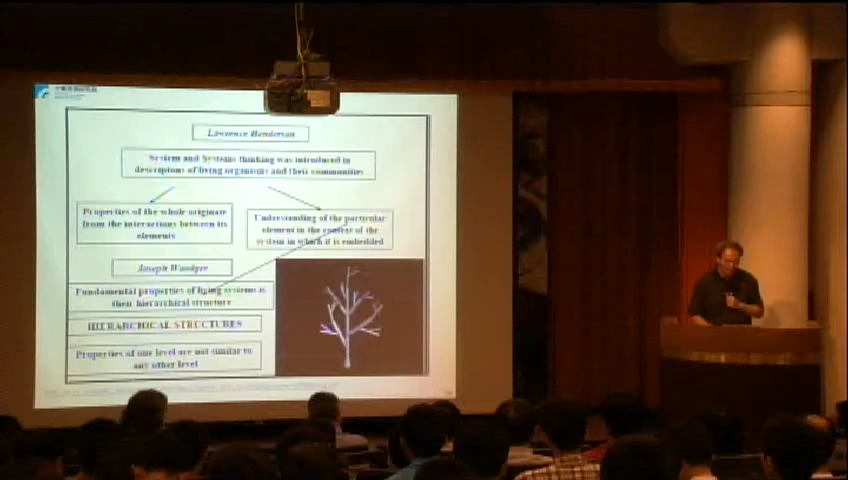 Lawrence Henderson
System and Systems thinking was introduced in
descriptions of living organisms and their communities
Properties of the whole originate
from the interactions between its
elements
Understanding of the particular
element in the context of the
system in which it is embedded
Joseph Woodger
Fundamental properties of living systems is
their hierarchical structure
HIERARCHICAL STRUCTURES
Properties of one level are not similar to
any other level